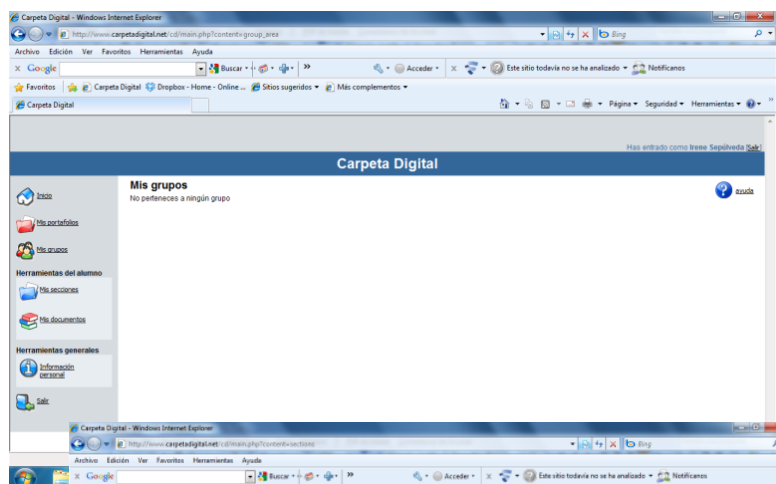 Carpeta Digital - Windows Internet Explorer
http://www.carpetadigital.net/cd/main.php?content=group_area
Bing
Archivo Edición Ver Favoritos Herramientas Ayuda
x Google Buscar » Acceder x Este sitio todavía no se ha analizado Notifícanos
Favoritos Carpeta Digital Dropbox - Home - Online ... Sitios sugeridos Más complementos
Carpeta Digital Página Seguridad Herramientas »
Has entrado como Irene Sepúlveda [Salir]
Carpeta Digital
Mis grupos
No perteneces a ningún grupo
ayuda
Inicio
Mis portafolios
Mis grupos
Herramientas del alumno
Mis secciones
Mis documentos
Herramientas generales
Información
personal
Salir
Carpeta Digital - Windows Internet Explorer
http://www.carpetadigital.net/cd/main.php?content=sections
Bing
Archivo Edición Ver Favoritos Herramientas Ayuda
x Google Buscar » Acceder x Este sitio todavía no se ha analizado Notifícanos